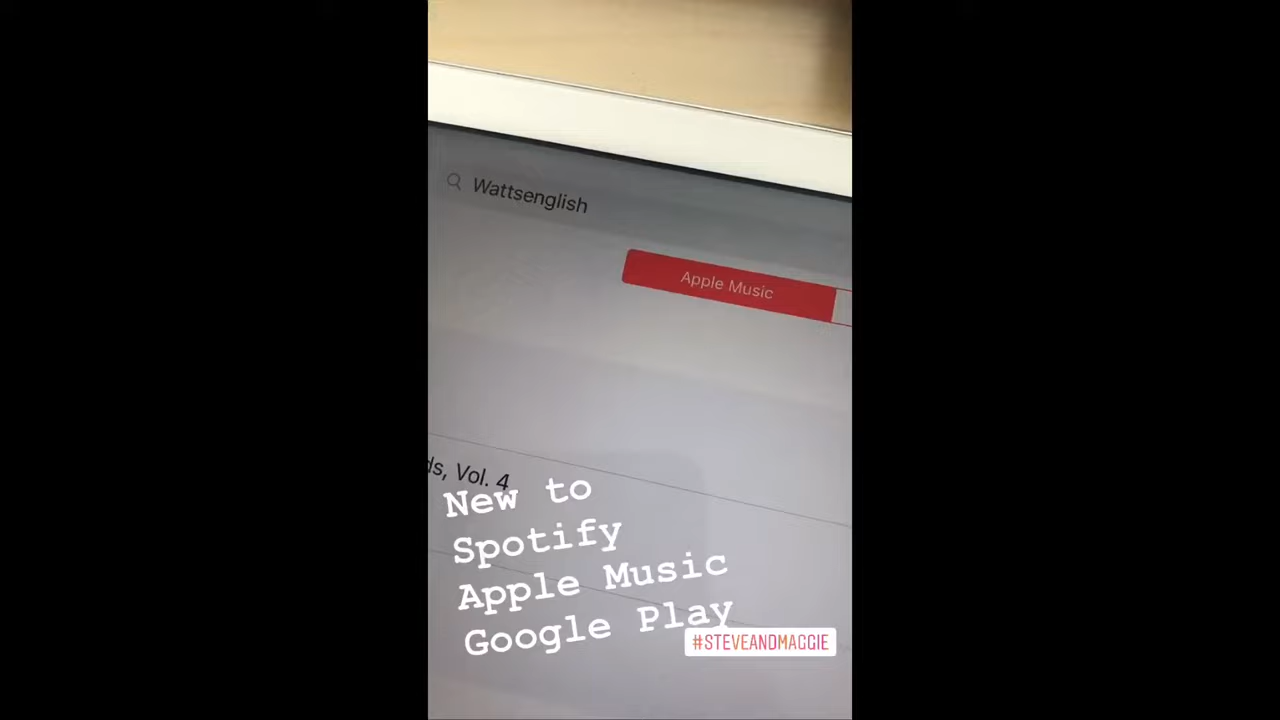 Wattsenglish
Apple Music
ds, Vol. 4
New to
Spotify
Apple Music
Google Play
#STEVEANDMAGGIE